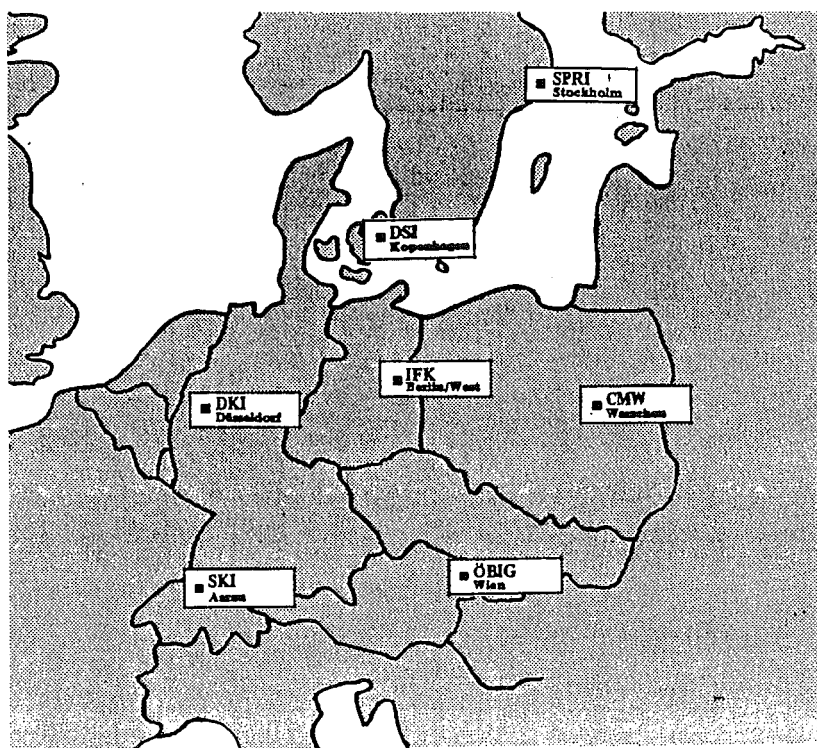 SPRI
Stockholm
DSI
Kopenhagen
IFK
Berlin/West
DKI
Düsseldorf
CMW
Warschau
SKI
Aarau
ÖBIG
Wien